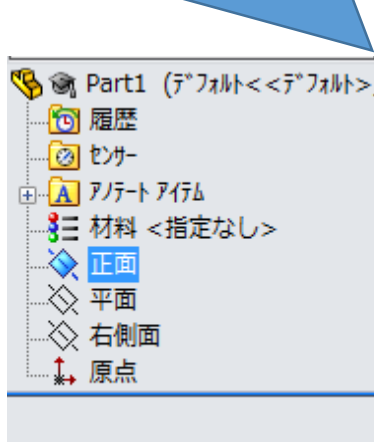 Part1 (ﾃﾞﾌｫﾙﾄ<<ﾃﾞﾌｫﾙﾄ>
履歴
ｾﾝｻｰ
A ｱﾉﾃｰﾄ ｱｲﾃﾑ
材料 <指定なし>
正面
平面
右側面
原点